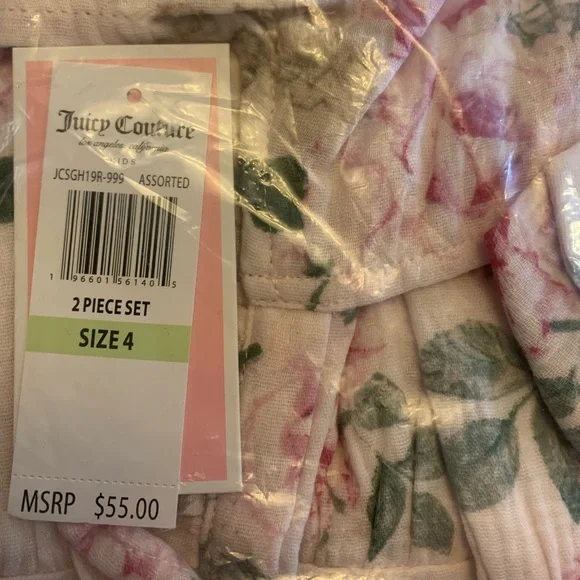 Juicy Couture
los angeles california
KIDS
JCSGH19R-999 ASSORTED
1 96601 56140 5
2 PIECE SET
SIZE 4
MSRP $55.00